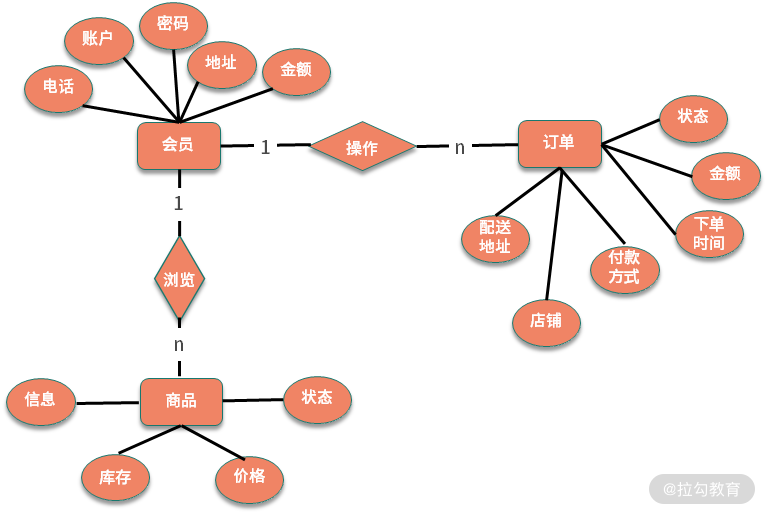 密码
账户
地址
金额
电话
会员
1
操作
n
订单
状态
金额
下单
时间
配送
地址
付款
方式
店铺
1
浏览
n
信息
商品
状态
库存
价格
@拉勾教育